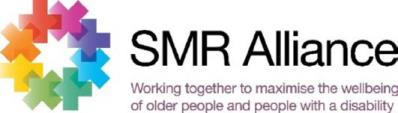 SMR Alliance
Working together to maximise the wellbeing
of older people and people with a disability